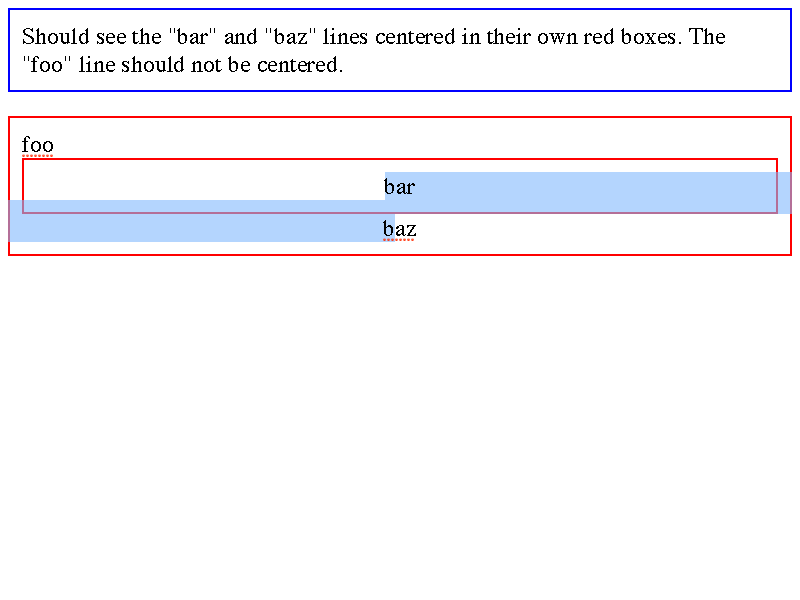 Should see the "bar" and "baz" lines centered in their own red boxes. The
"foo" line should not be centered.
foo
bar
baz